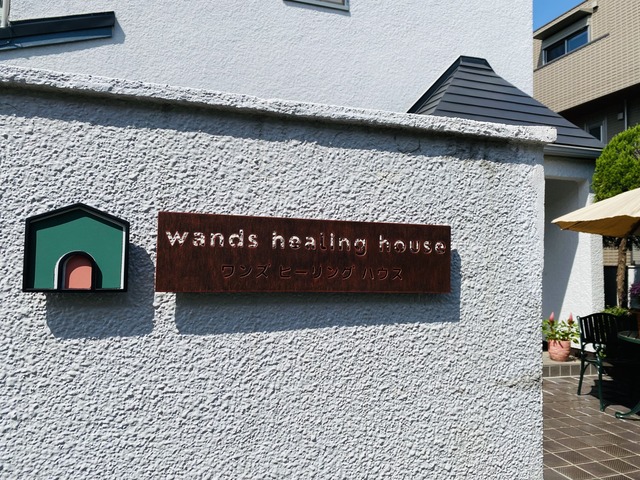 wands healing house
ワンズ ヒーリング ハウス